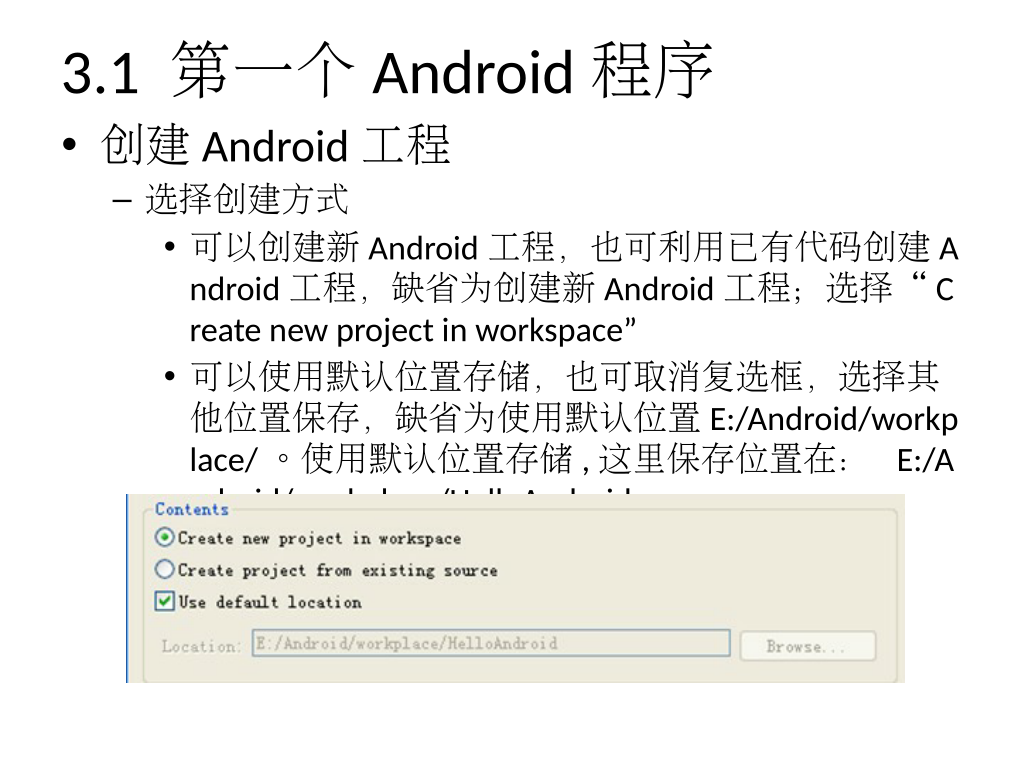 3.1 第一个 Android 程序
• 创建 Android 工程
– 选择创建方式
• 可以创建新 Android 工程，也可利用已有代码创建 A
ndroid 工程，缺省为创建新 Android 工程；选择“ C
reate new project in workspace”
• 可以使用默认位置存储，也可取消复选框，选择其
他位置保存，缺省为使用默认位置 E:/Android/workp
lace/ 。使用默认位置存储 , 这里保存位置在： E:/A
Contents
Create new project in workspace
Create project from existing source
Use default location
Location: E:/Android/workplace/HelloAndroid Browse...